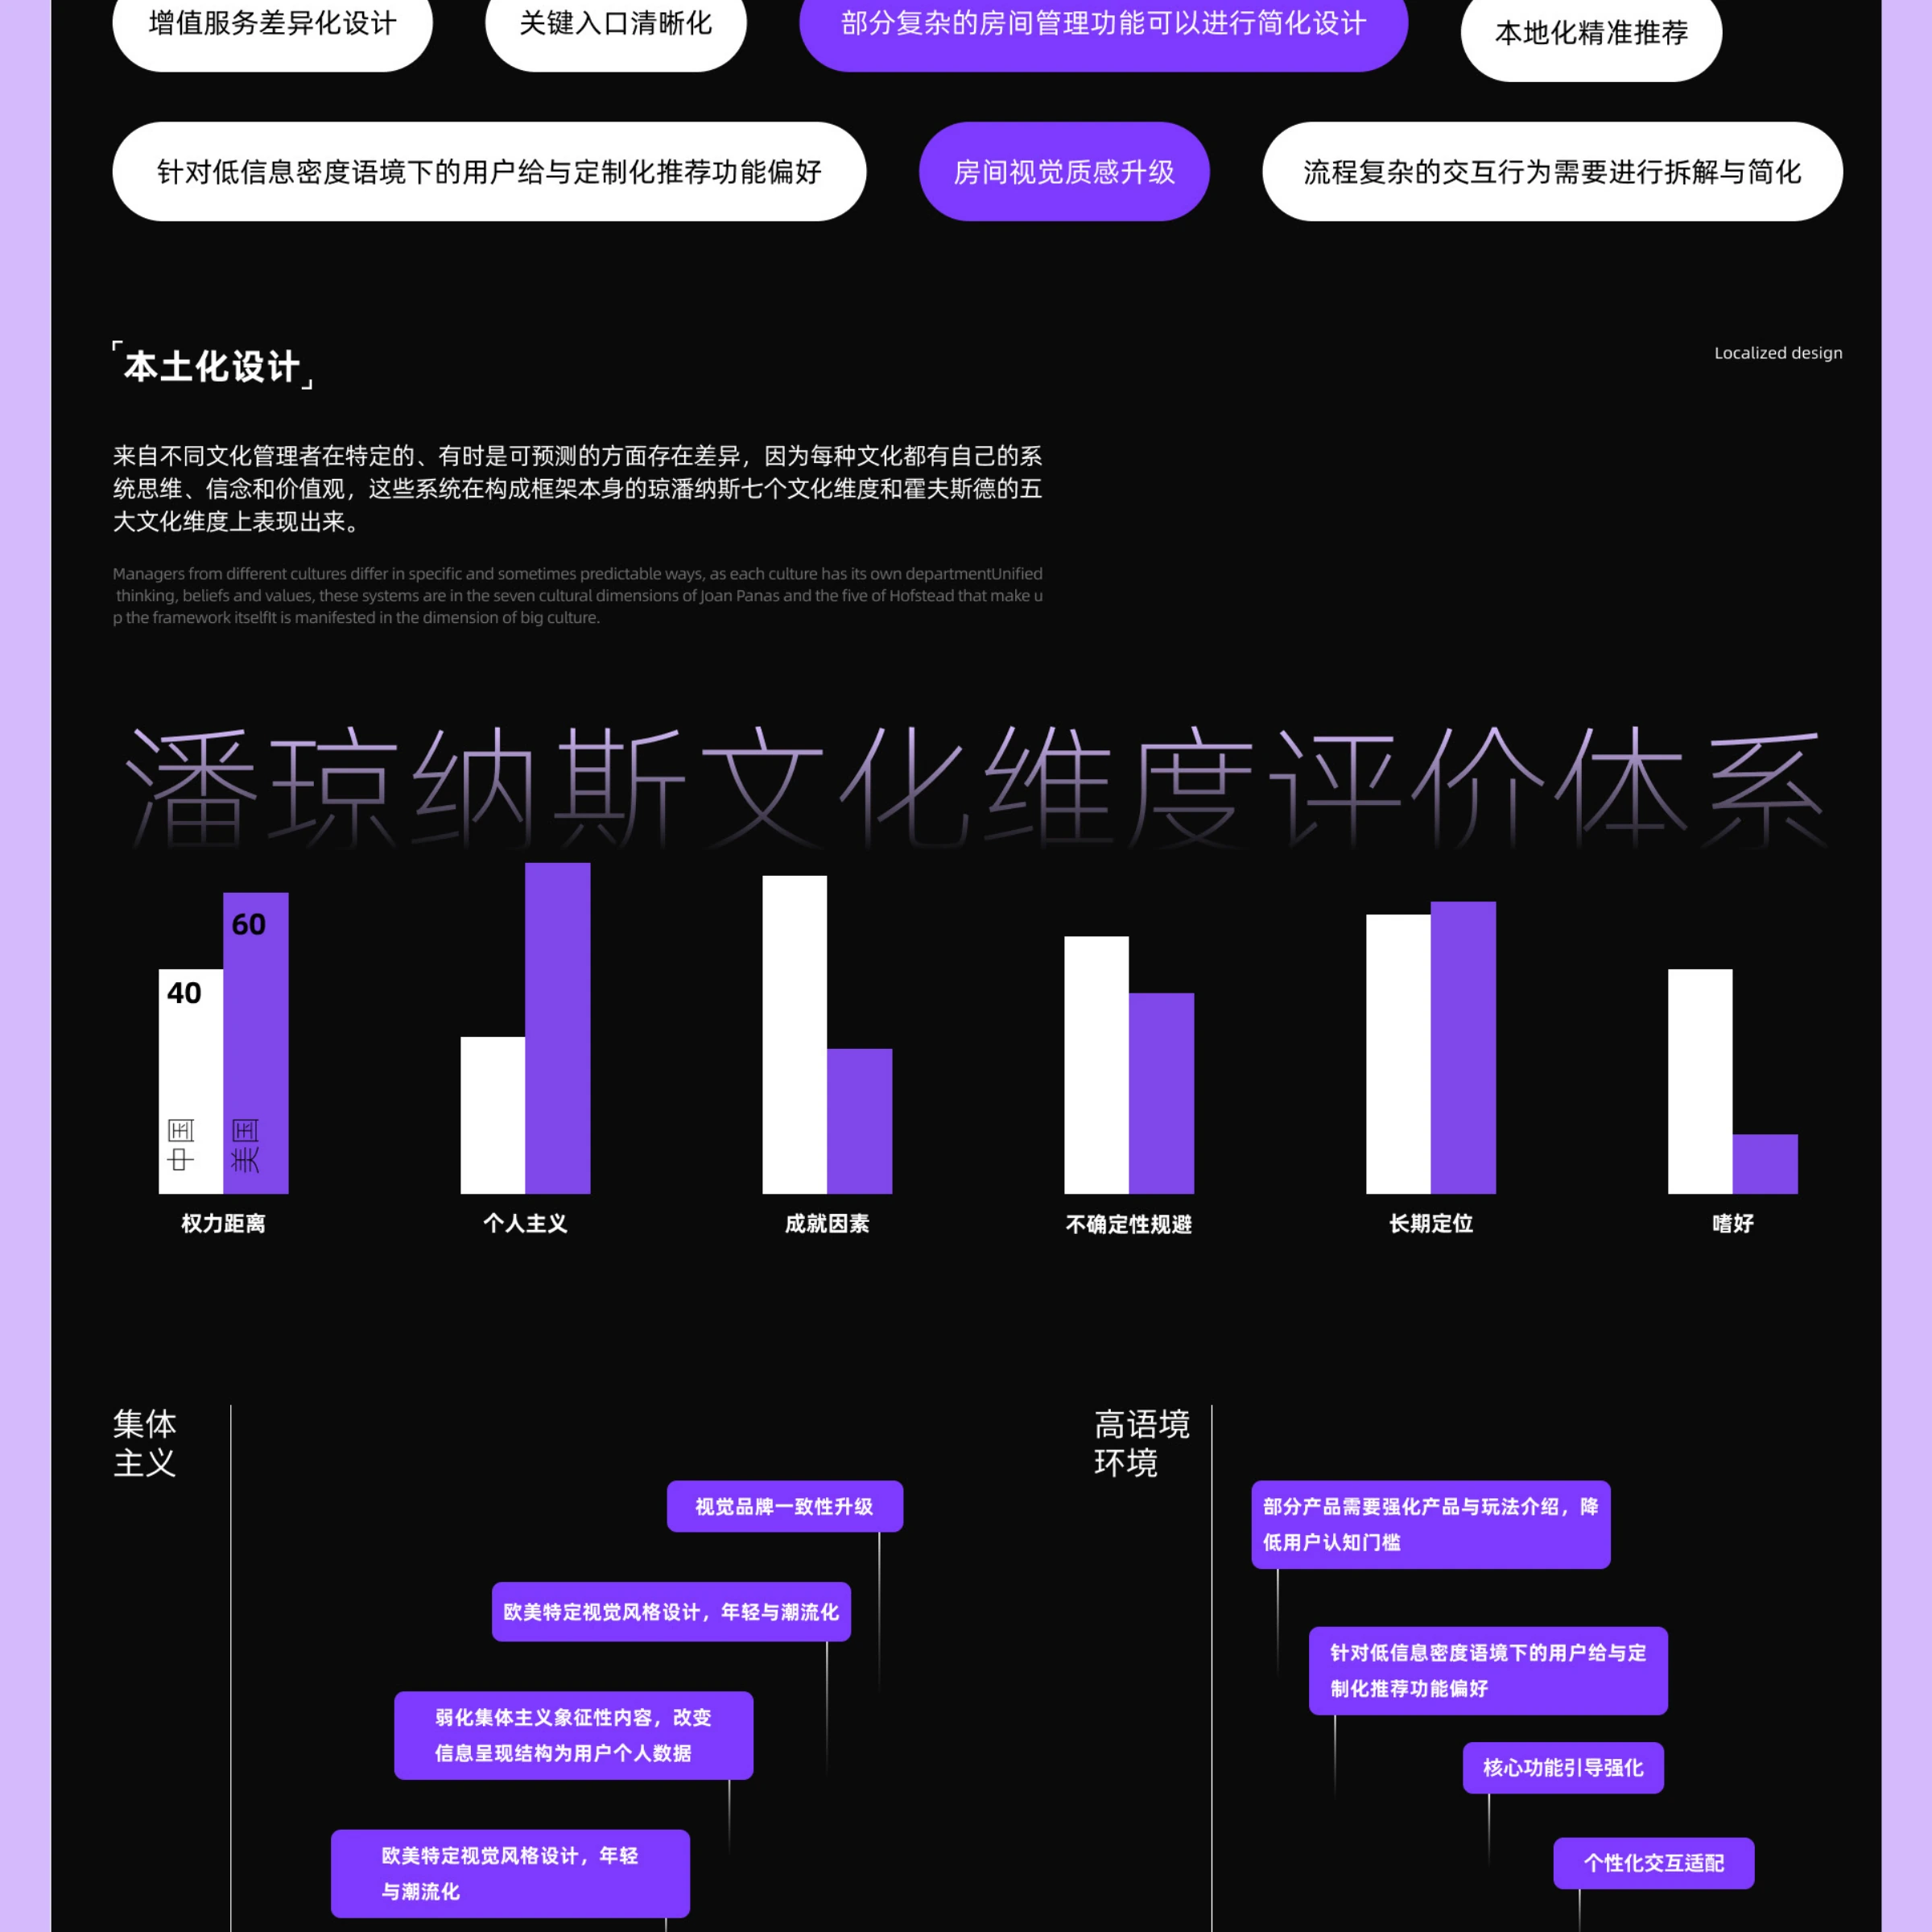 增值服务差异化设计
关键入口清晰化
部分复杂的房间管理功能可以进行简化设计
本地化精准推荐
针对低信息密度语境下的用户给与定制化推荐功能偏好
房间视觉质感升级
流程复杂的交互行为需要进行拆解与简化
「本土化设计」
Localized design
来自不同文化管理者在特定的、有时是可预测的方面存在差异，因为每种文化都有自己的系
统思维、信念和价值观，这些系统在构成框架本身的琼潘纳斯七个文化维度和霍夫斯德的五
大文化维度上表现出来。
Managers from different cultures differ in specific and sometimes predictable ways, as each culture has its own departmentUnified
thinking, beliefs and values, these systems are in the seven cultural dimensions of Joan Panas and the five of Hofstead that make u
p the framework itselfIt is manifested in the dimension of big culture.
潘琼纳斯文化维度评价体系
40
60
中国
美国
权力距离
个人主义
成就因素
不确定性规避
长期定位
嗜好
集体
主义
视觉品牌一致性升级
欧美特定视觉风格设计，年轻与潮流化
弱化集体主义象征性内容，改变
信息呈现结构为用户个人数据
欧美特定视觉风格设计，年轻
与潮流化
高语境
环境
部分产品需要强化产品与玩法介绍，降
低用户认知门槛
针对低信息密度语境下的用户给与定
制化推荐功能偏好
核心功能引导强化
个性化交互适配